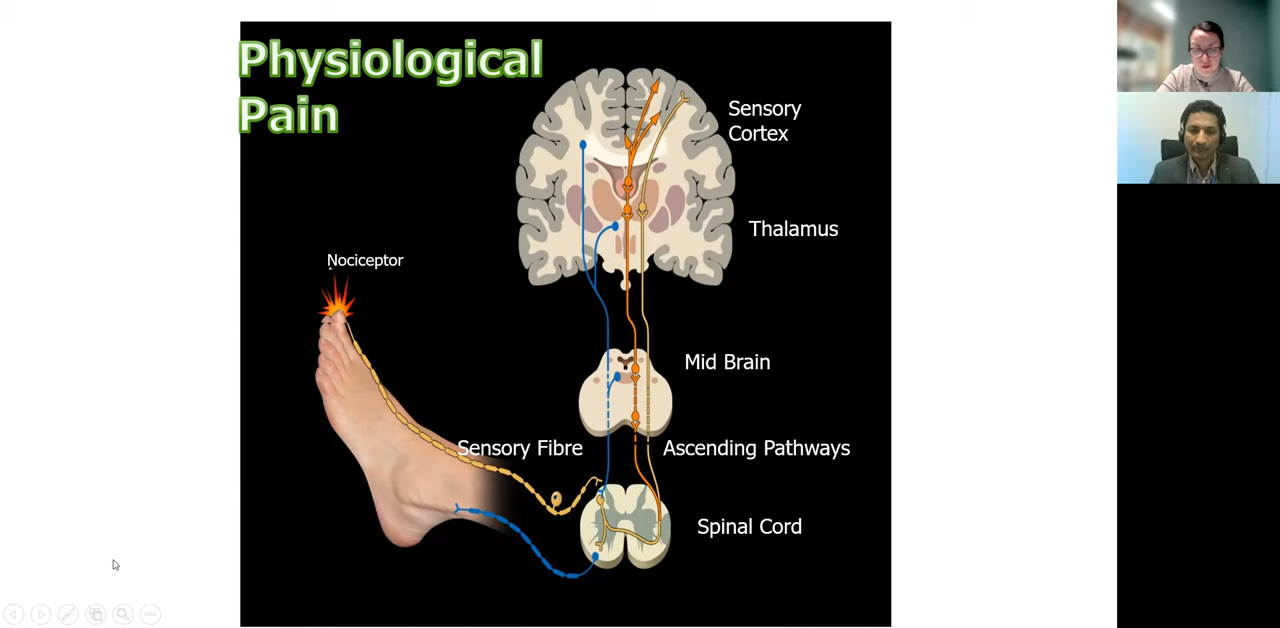 Physiological
Pain
Sensory
Cortex
Thalamus
Nociceptor
Mid Brain
Sensory Fibre
Ascending Pathways
Spinal Cord